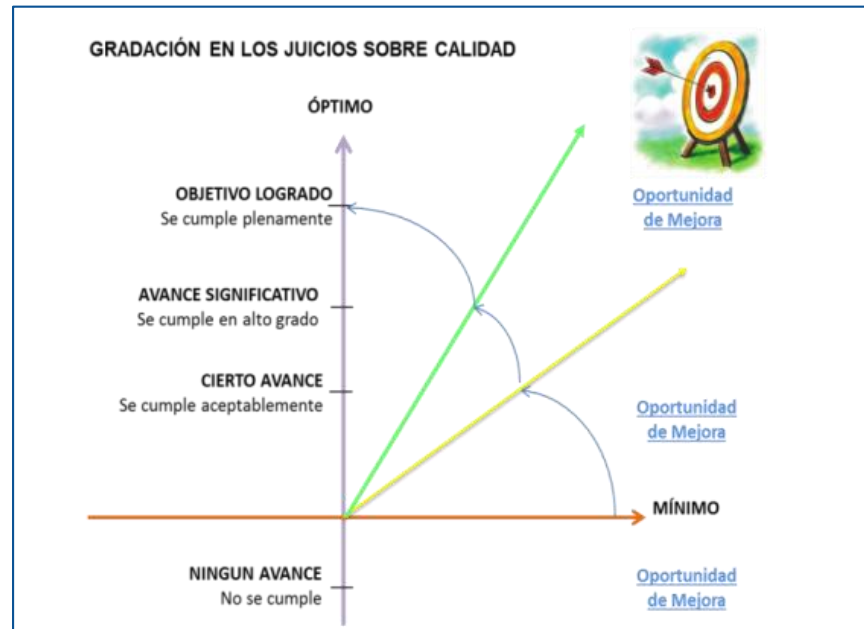 GRADACIÓN EN LOS JUICIOS SOBRE CALIDAD
ÓPTIMO
OBJETIVO LOGRADO
Se cumple plenamente
Oportunidad
de Mejora
AVANCE SIGNIFICATIVO
Se cumple en alto grado
CIERTO AVANCE
Se cumple aceptablemente
Oportunidad
de Mejora
MÍNIMO
NINGUN AVANCE
No se cumple
Oportunidad
de Mejora